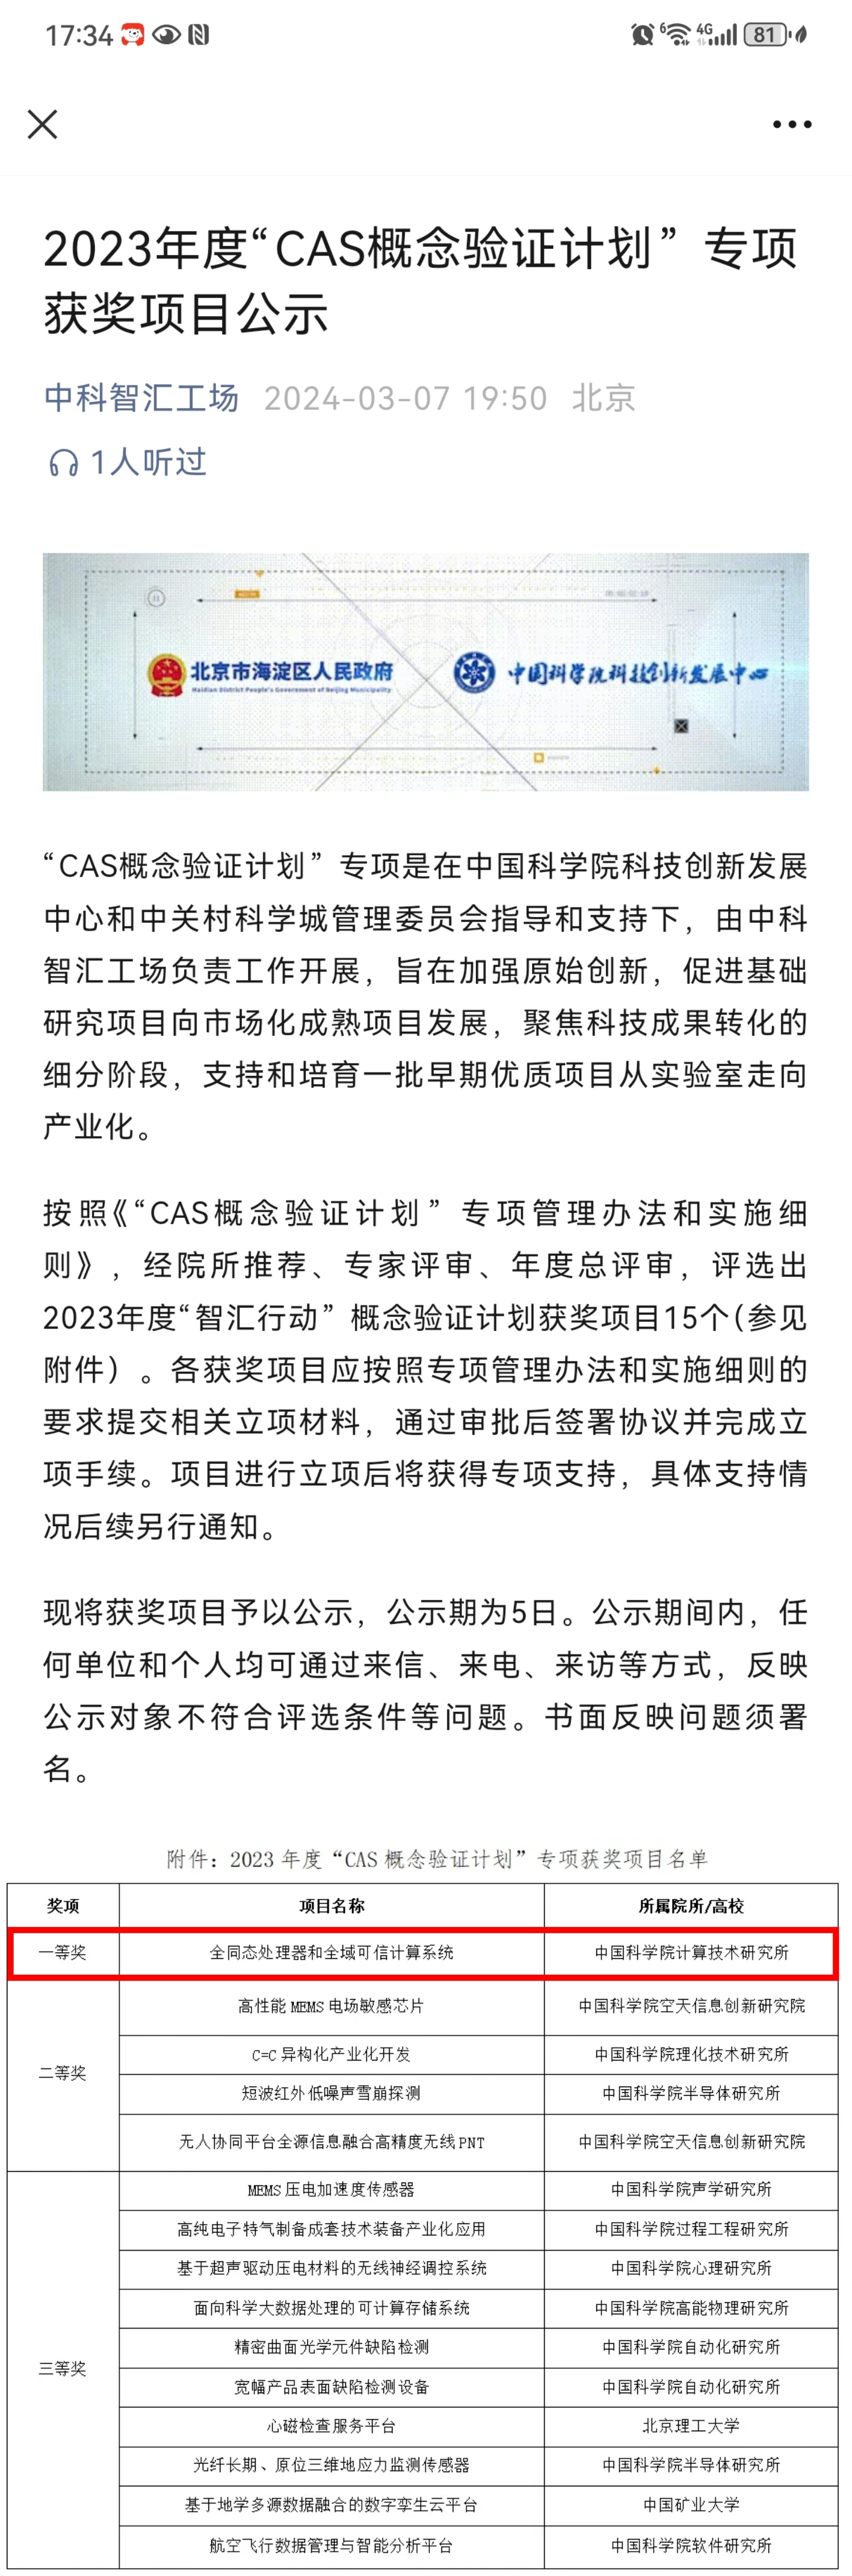 17:34
6
4G
81
2023年度“CAS概念验证计划”专项
获奖项目公示
中科智汇工场 2024-03-07 19:50 北京
1人听过
北京市海淀区人民政府 中国科学院科技创新发展中心
Haidian District People's Government of Beijing Municipality
“CAS概念验证计划”专项是在中国科学院科技创新发展
中心和中关村科学城管理委员会指导和支持下，由中科
智汇工场负责工作开展，旨在加强原始创新，促进基础
研究项目向市场化成熟项目发展，聚焦科技成果转化的
细分阶段，支持和培育一批早期优质项目从实验室走向
产业化。
按照《“CAS概念验证计划”专项管理办法和实施细
则》，经院所推荐、专家评审、年度总评审，评选出
2023年度“智汇行动”概念验证计划获奖项目15个（参见
附件）。各获奖项目应按照专项管理办法和实施细则的
要求提交相关立项材料，通过审批后签署协议并完成立
项手续。项目进行立项后将获得专项支持，具体支持情
况后续另行通知。
现将获奖项目予以公示，公示期为5日。公示期间内，任
何单位和个人均可通过来信、来电、来访等方式，反映
公示对象不符合评选条件等问题。书面反映问题须署
名。
附件：2023 年度“CAS 概念验证计划”专项获奖项目名单
奖项 项目名称 所属院所/高校
一等奖 全同态处理器和全域可信计算系统 中国科学院计算技术研究所
二等奖 高性能 MEMS 电场敏感芯片 中国科学院空天信息创新研究院
C=C 异构化产业化开发 中国科学院理化技术研究所
短波红外低噪声雪崩探测 中国科学院半导体研究所
无人协同平台全源信息融合高精度无线 PNT 中国科学院空天信息创新研究院
三等奖 MEMS 压电加速度传感器 中国科学院声学研究所
高纯电子特气制备成套技术装备产业化应用 中国科学院过程工程研究所
基于超声驱动压电材料的无线神经调控系统 中国科学院心理研究所
面向科学大数据处理的可计算存储系统 中国科学院高能物理研究所
精密曲面光学元件缺陷检测 中国科学院自动化研究所
宽幅产品表面缺陷检测设备 中国科学院自动化研究所
心磁检查服务平台 北京理工大学
光纤长期、原位三维地应力监测传感器 中国科学院半导体研究所
基于地学多源数据融合的数字孪生云平台 中国矿业大学
航空飞行数据管理与智能分析平台 中国科学院软件研究所